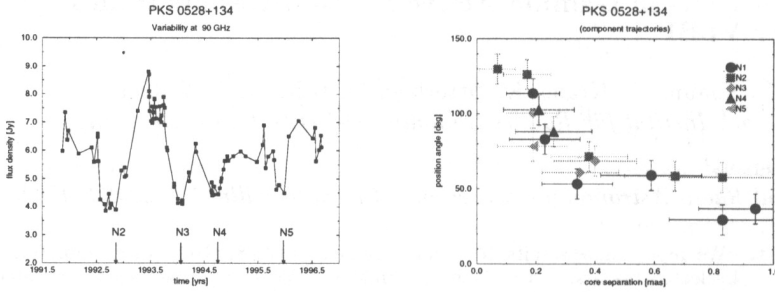 PKS 0528+134
Variability at 90 GHz
10.0
9.0
8.0
7.0
6.0
5.0
4.0
3.0
2.0
flux density [Jy]
N2 N3 N4 N5
1991.5 1992.5 1993.5 1994.5 1995.5 1996.5
time [yrs]
PKS 0528+134
(component trajectories)
150.0
100.0
50.0
0.0
position angle [deg]
N1
N2
N3
N4
N5
0.0 0.2 0.4 0.6 0.8 1.0
core separation [mas]